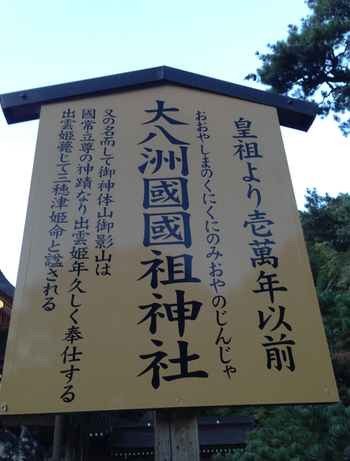 皇祖より壱萬年以前
おおやしまのくにくにのみおやのじんじゃ
大八洲國國祖神社
又の名而して御神体山御影山は
國常立尊の神蹟なり出雲姫年久しく奉仕する
出雲姫薨じて三穂津姫命と諡される